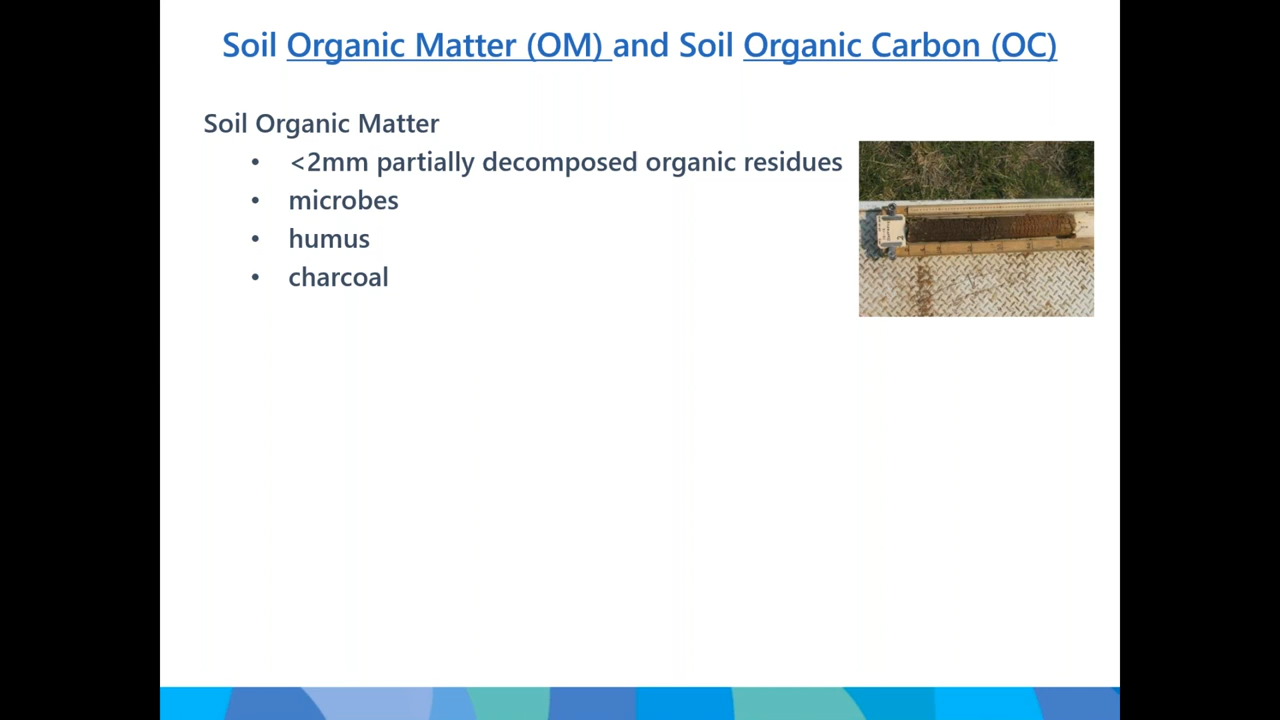 Soil Organic Matter (OM) and Soil Organic Carbon (OC)
Soil Organic Matter
• <2mm partially decomposed organic residues
• microbes
• humus
• charcoal